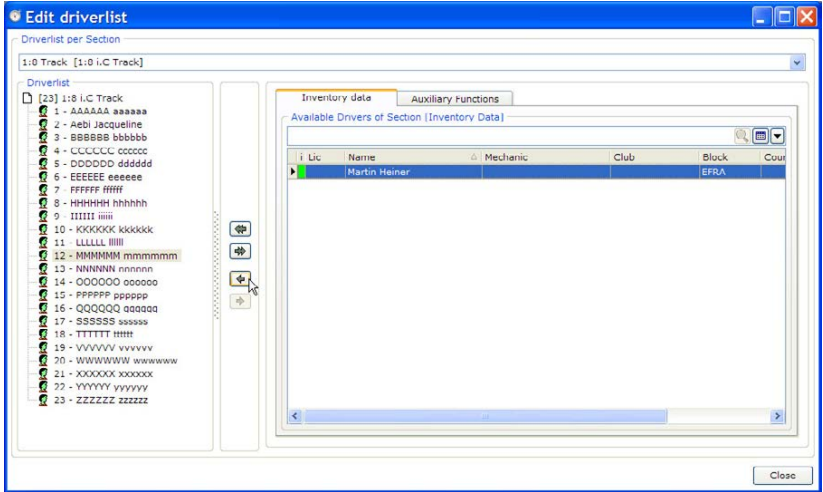 Edit driverlist
Driverlist per Section
1:8 Track [1:8 i.C Track]
Driverlist
[23] 1:8 i.C Track
1 - AAAAAA aaaaaa
2 - Aebi Jacqueline
3 - BBBBBB bbbbbb
4 - CCCCCC cccccc
5 - DDDDDD dddddd
6 - EEEEEE eeeeee
7 - FFFFFF ffffff
8 - HHHHHH hhhhhh
9 - IIIIII iiiiii
10 - KKKKKK kkkkkk
11 - LLLLLL llllll
12 - MMMMMM mmmmmm
13 - NNNNNN nnnnnn
14 - OOOOOO oooooo
15 - PPPPPP pppppp
16 - QQQQQQ qqqqqq
17 - SSSSSS ssssss
18 - TTTTTT tttttt
19 - VVVVVV vvvvvv
20 - WWWWWW wwwwww
21 - XXXXXX xxxxxx
22 - YYYYYY yyyyyy
23 - ZZZZZZ zzzzzz
Inventory data Auxiliary Functions
Available Drivers of Section [Inventory Data]
i Lic Name Mechanic Club Block Cour
Martin Heiner EFRA
Close